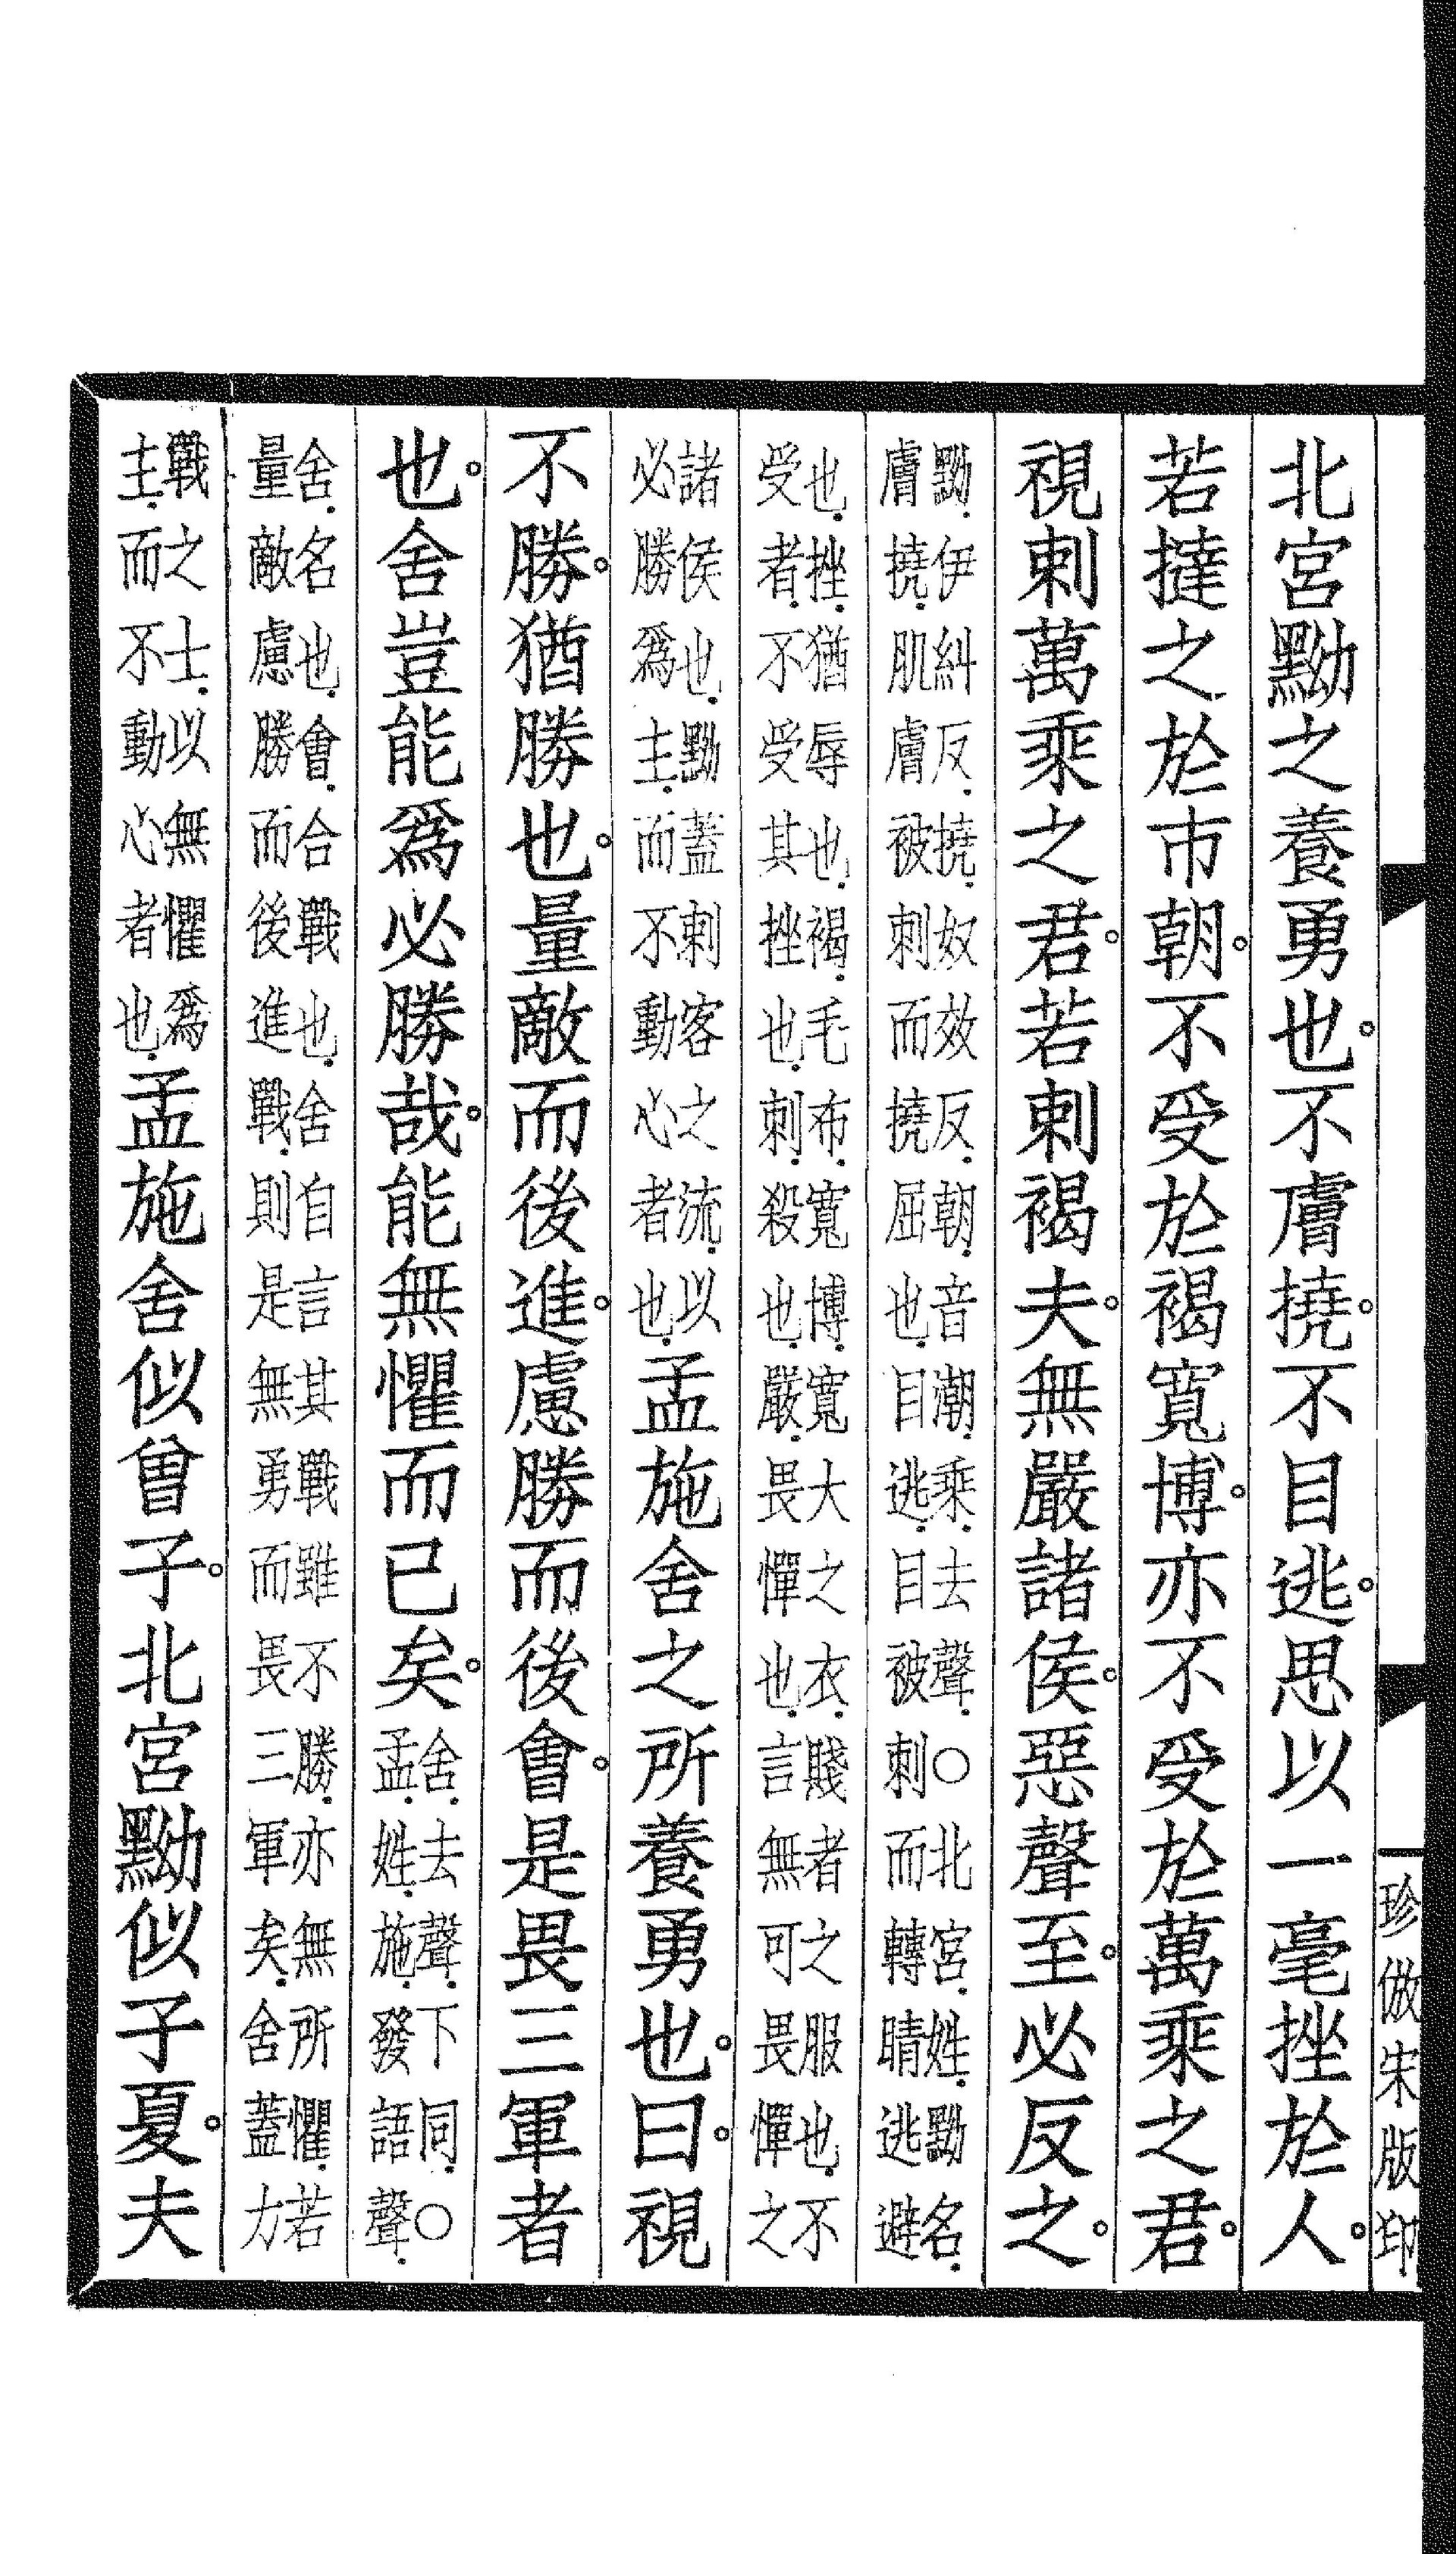 珍倣宋版印
北宮黝之養勇也。不膚撓。不目逃。思以一毫挫於人。
若撻之於市朝。不受於褐寬博。亦不受於萬乘之君。
視刺萬乘之君。若刺褐夫。無嚴諸侯。惡聲至。必反之。
黝.伊糾反.撓.奴效反.朝.音潮.乘.去聲.○北宮.姓.黝名.
膚撓.肌膚被刺而撓屈也.目逃.目被刺而轉睛逃避
也.挫.猶辱也.褐.毛布.寬博.寬大之衣.賤者之服也.不
受者.不受其挫也.刺.殺也.嚴.畏憚也.言無可畏憚之
諸侯也.黝蓋刺客之流.以
必勝爲主.而不動心者也.孟施舍之所養勇也。曰。視
不勝。猶勝也。量敵而後進。慮勝而後會。是畏三軍者
也。舍豈能爲必勝哉。能無懼而已矣。舍.去聲.下同.○
孟.姓.施.發語聲.
舍.名也.會.合戰也.舍自言其戰雖不勝.亦無所懼.若
量敵慮勝而後進戰.則是無勇而畏三軍矣.舍蓋力
戰之士.以無懼爲
主.而不動心者也.孟施舍似曾子。北宮黝似子夏。夫